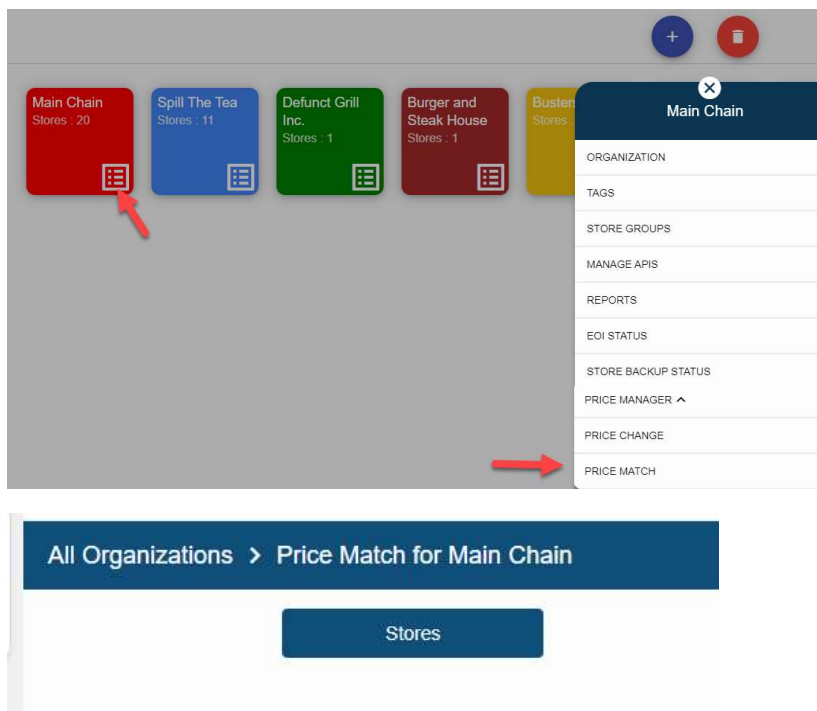 Main Chain
Stores : 20
Spill The Tea
Stores : 11
Defunct Grill
Inc.
Stores : 1
Burger and
Steak House
Stores : 1
Busters
Stores :
Main Chain
ORGANIZATION
TAGS
STORE GROUPS
MANAGE APIS
REPORTS
EOI STATUS
STORE BACKUP STATUS
PRICE MANAGER
PRICE CHANGE
PRICE MATCH
All Organizations > Price Match for Main Chain
Stores